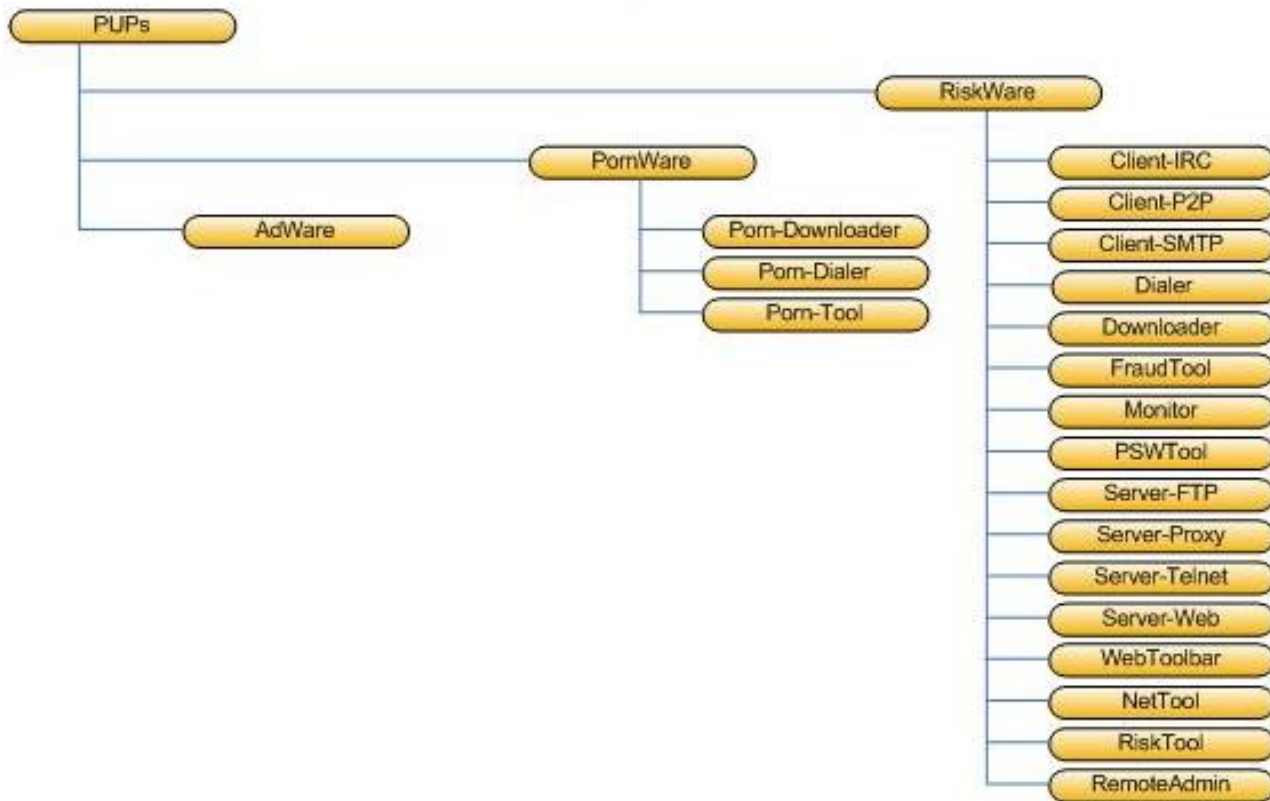 PUPs
RiskWare
PornWare
AdWare
Porn-Downloader
Porn-Dialer
Porn-Tool
Client-IRC
Client-P2P
Client-SMTP
Dialer
Downloader
FraudTool
Monitor
PSWTool
Server-FTP
Server-Proxy
Server-Telnet
Server-Web
WebToolbar
NetTool
RiskTool
RemoteAdmin